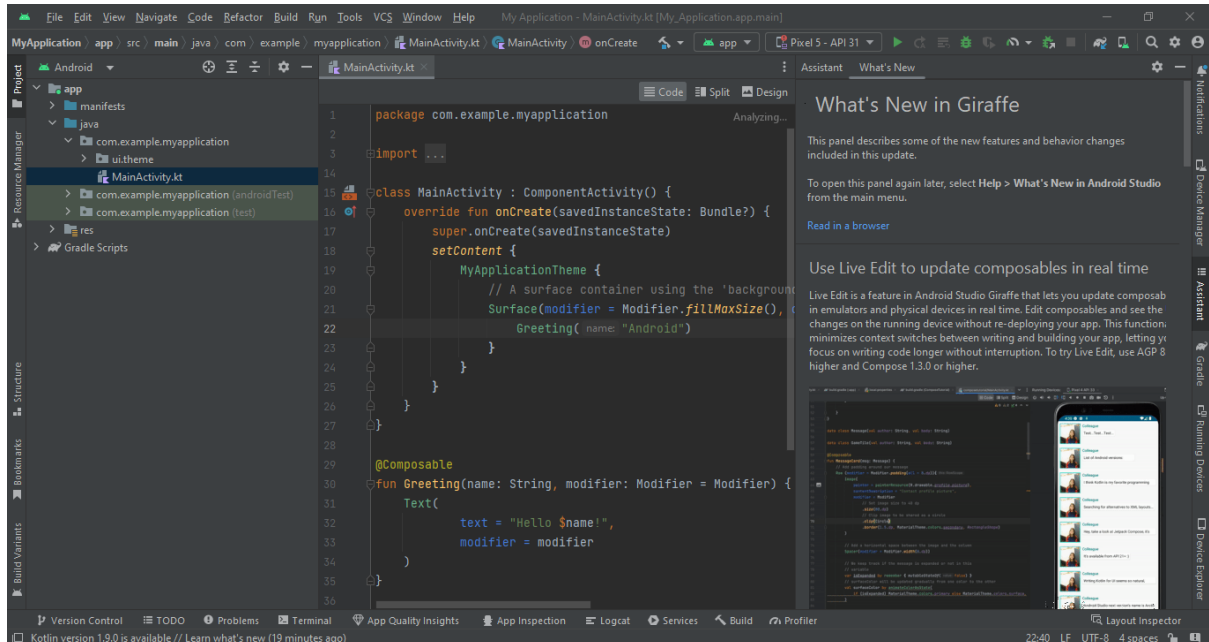 File Edit View Navigate Code Refactor Build Run Tools VCS Window Help My Application - MainActivity.kt [My_Application.app.main]
MyApplication app src main java com example myapplication MainActivity.kt MainActivity onCreate app Pixel 5 - API 31
Project
Resource Manager
Structure
Bookmarks
Build Variants
Android
app
manifests
java
com.example.myapplication
ui.theme
MainActivity.kt
com.example.myapplication (androidTest)
com.example.myapplication (test)
res
Gradle Scripts
MainActivity.kt
Code Split Design
Analyzing...
1 package com.example.myapplication
2
3 import ...
14
15 class MainActivity : ComponentActivity() {
16 override fun onCreate(savedInstanceState: Bundle?) {
17 super.onCreate(savedInstanceState)
18 setContent {
19 MyApplicationTheme {
20 // A surface container using the 'background
21 Surface(modifier = Modifier.fillMaxSize(),
22 Greeting( name: "Android")
23 }
24 }
25 }
26 }
27 }
28
29 @Composable
30 fun Greeting(name: String, modifier: Modifier = Modifier) {
31 Text(
32 text = "Hello $name!",
33 modifier = modifier
34 )
35 }
36
Assistant What's New
What's New in Giraffe
This panel describes some of the new features and behavior changes
included in this update.
To open this panel again later, select Help > What's New in Android Studio
from the main menu.
Read in a browser
Use Live Edit to update composables in real time
Live Edit is a feature in Android Studio Giraffe that lets you update composab
in emulators and physical devices in real time. Edit composables and see the
changes on the running device without re-deploying your app. This function
minimizes context switches between writing and building your app, letting yo
focus on writing code longer without interruption. To try Live Edit, use AGP 8
higher and Compose 1.3.0 or higher.
Notifications
Device Manager
Assistant
Gradle
Running Devices
Device Explorer
Version Control TODO Problems Terminal App Quality Insights App Inspection Logcat Services Build Profiler Layout Inspector
Kotlin version 1.9.0 is available // Learn what's new (19 minutes ago) 22:40 LF UTF-8 4 spaces